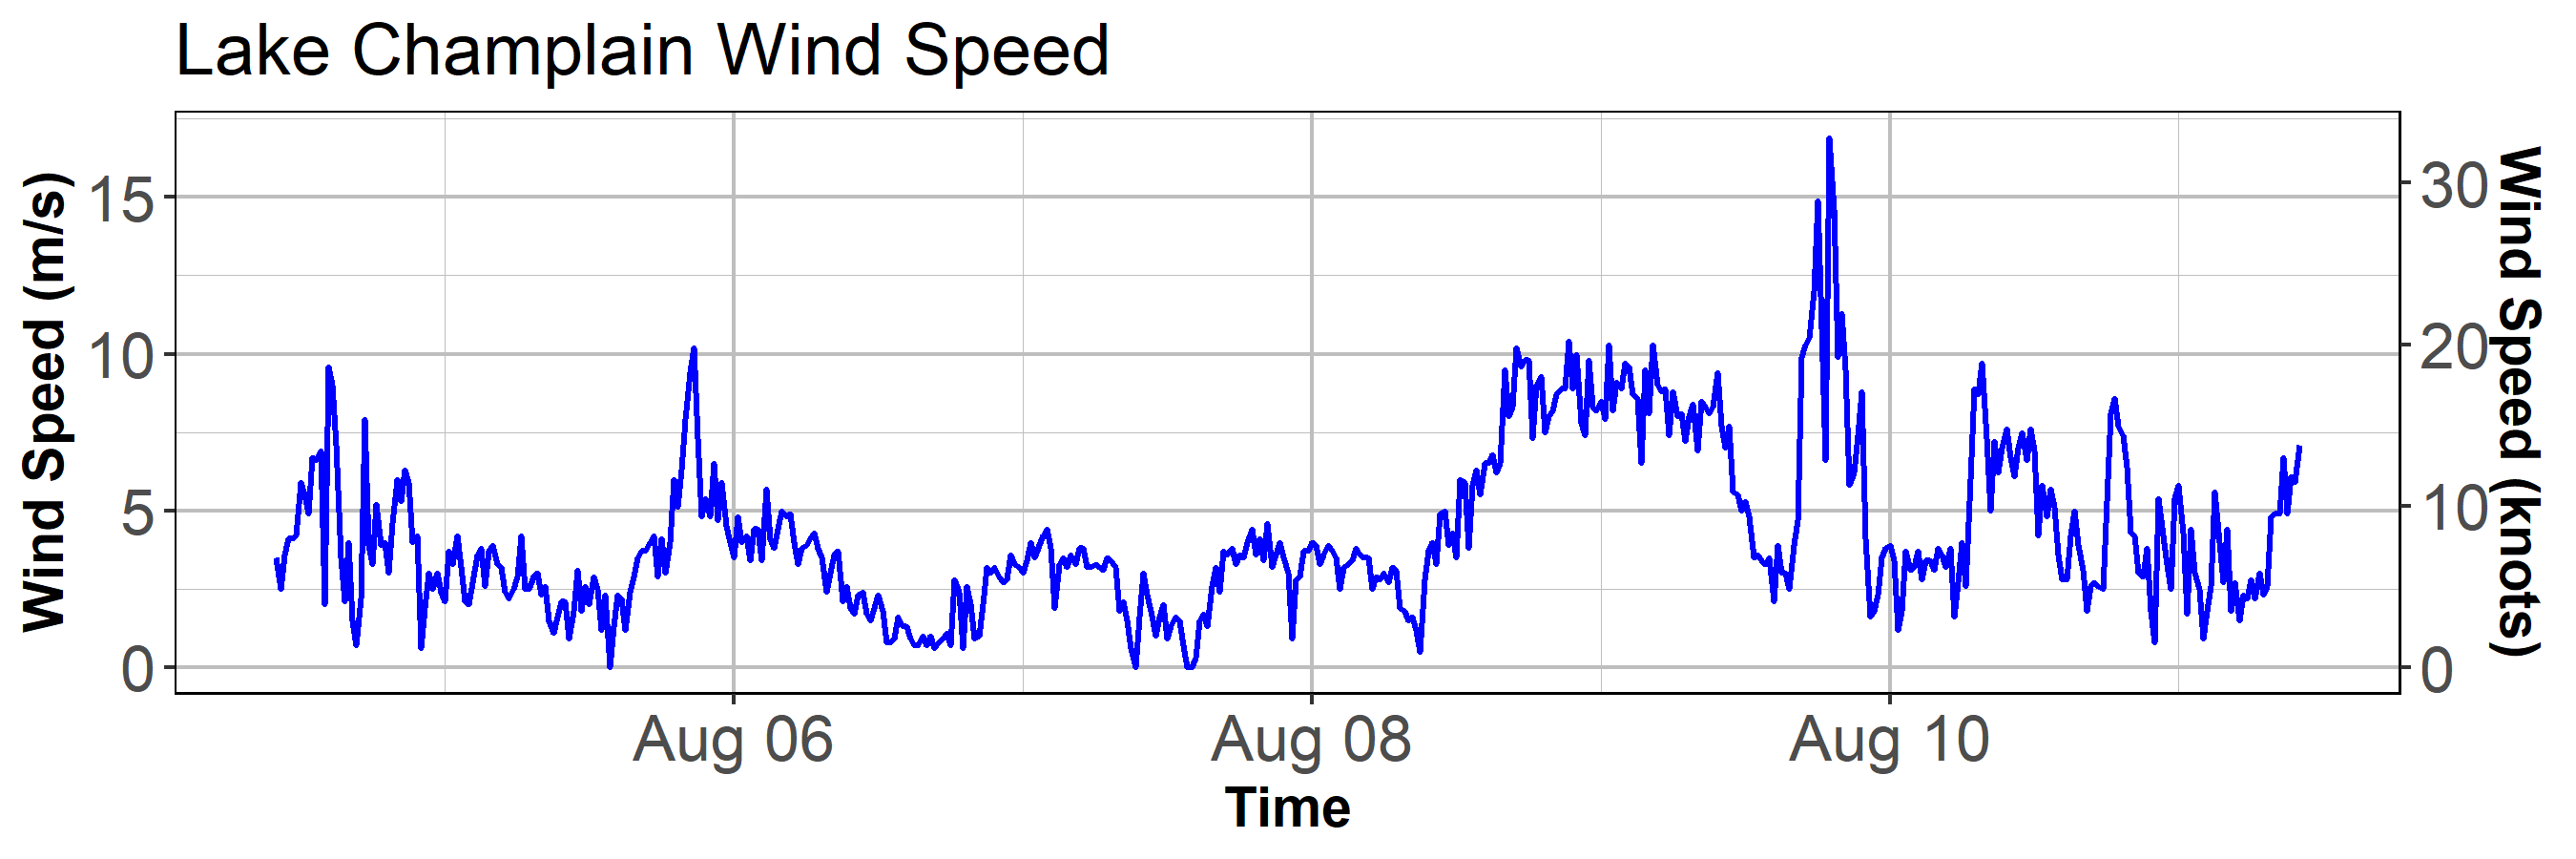 Lake Champlain Wind Speed
Wind Speed (m/s)
15
10
5
0
30
20
10
0
Wind Speed (knots)
Aug 06
Aug 08
Aug 10
Time